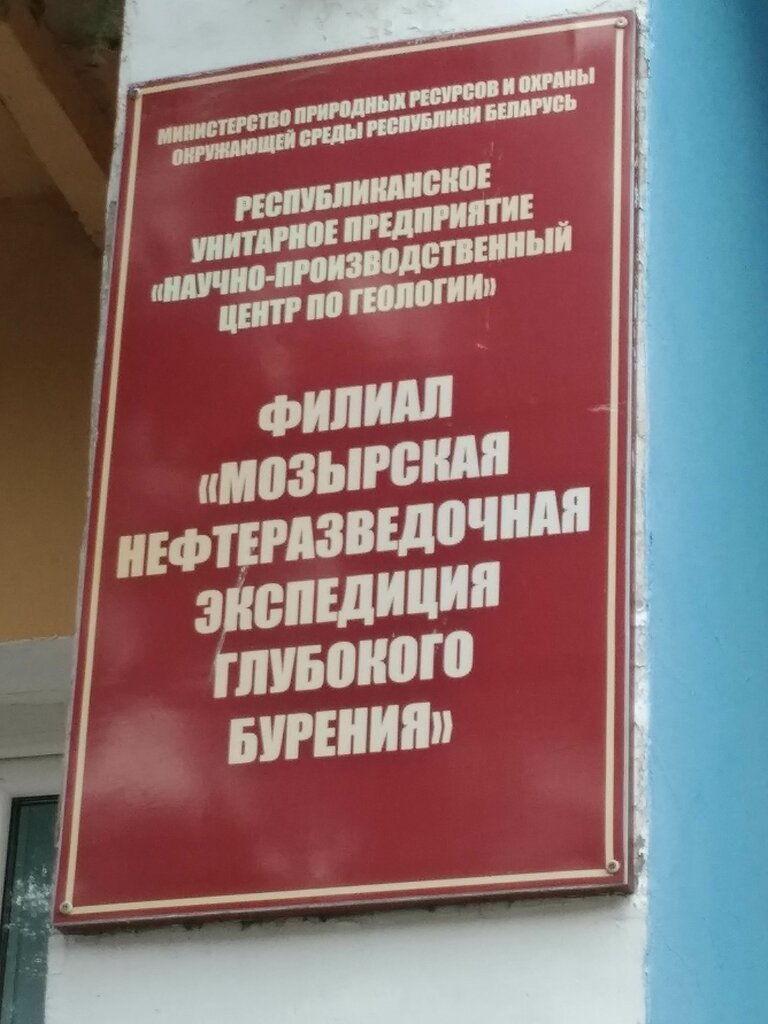 МИНИСТЕРСТВО ПРИРОДНЫХ РЕСУРСОВ И ОХРАНЫ
ОКРУЖАЮЩЕЙ СРЕДЫ РЕСПУБЛИКИ БЕЛАРУСЬ
РЕСПУБЛИКАНСКОЕ
УНИТАРНОЕ ПРЕДПРИЯТИЕ
«НАУЧНО-ПРОИЗВОДСТВЕННЫЙ
ЦЕНТР ПО ГЕОЛОГИИ»
ФИЛИАЛ
«МОЗЫРСКАЯ
НЕФТЕРАЗВЕДОЧНАЯ
ЭКСПЕДИЦИЯ
ГЛУБОКОГО
БУРЕНИЯ»